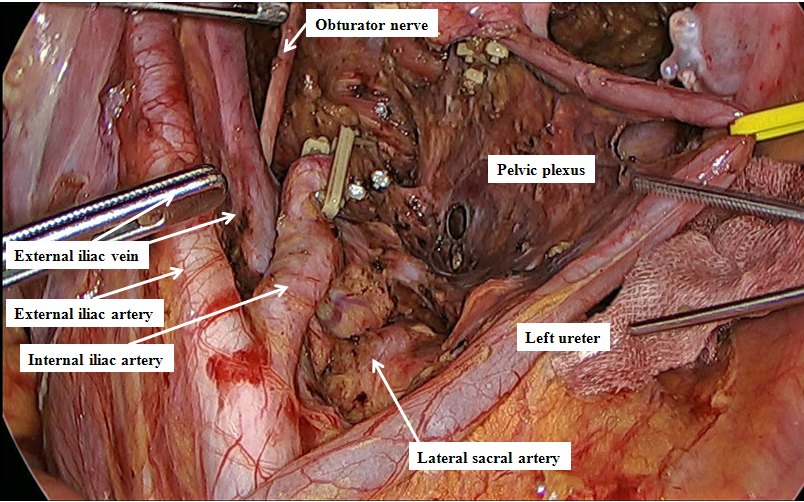 Obturator nerve
Pelvic plexus
External iliac vein
External iliac artery
Internal iliac artery
Left ureter
Lateral sacral artery